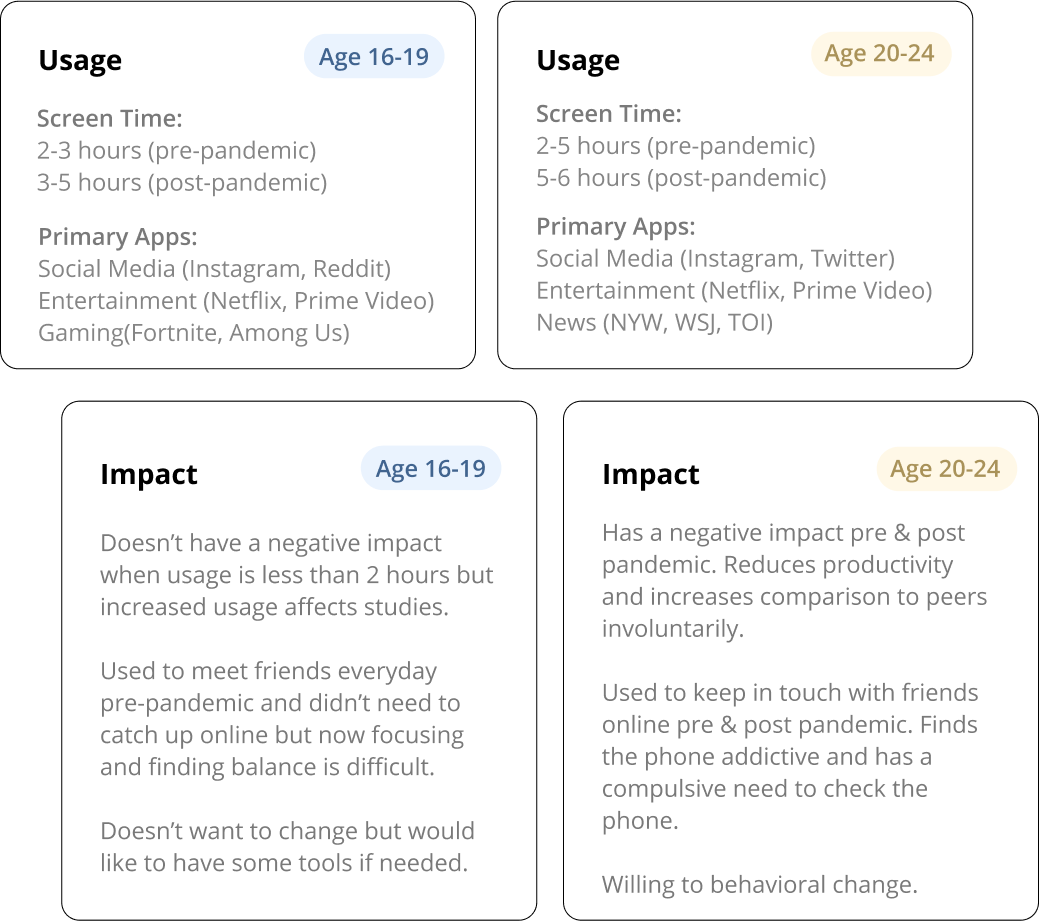 Usage
Age 16-19
Screen Time:
2-3 hours (pre-pandemic)
3-5 hours (post-pandemic)
Primary Apps:
Social Media (Instagram, Reddit)
Entertainment (Netflix, Prime Video)
Gaming(Fortnite, Among Us)
Usage
Age 20-24
Screen Time:
2-5 hours (pre-pandemic)
5-6 hours (post-pandemic)
Primary Apps:
Social Media (Instagram, Twitter)
Entertainment (Netflix, Prime Video)
News (NYW, WSJ, TOI)
Impact
Age 16-19
Doesn’t have a negative impact
when usage is less than 2 hours but
increased usage affects studies.
Used to meet friends everyday
pre-pandemic and didn’t need to
catch up online but now focusing
and finding balance is difficult.
Doesn’t want to change but would
like to have some tools if needed.
Impact
Age 20-24
Has a negative impact pre & post
pandemic. Reduces productivity
and increases comparison to peers
involuntarily.
Used to keep in touch with friends
online pre & post pandemic. Finds
the phone addictive and has a
compulsive need to check the
phone.
Willing to behavioral change.